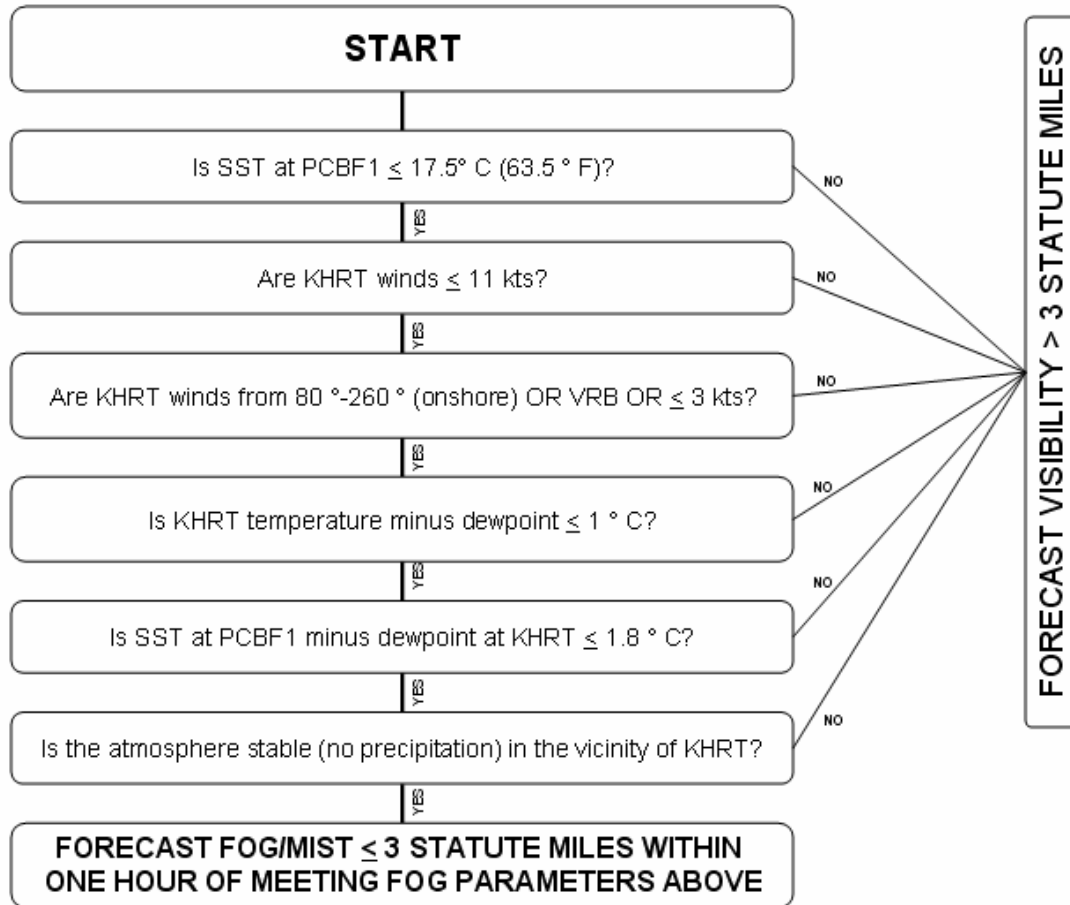 START
Is SST at PCBF1 ≤ 17.5° C (63.5 ° F)?
NO
YES
Are KHRT winds ≤ 11 kts?
NO
YES
Are KHRT winds from 80 °-260 ° (onshore) OR VRB OR ≤ 3 kts?
NO
YES
Is KHRT temperature minus dewpoint ≤ 1 ° C?
NO
YES
Is SST at PCBF1 minus dewpoint at KHRT ≤ 1.8 ° C?
NO
YES
Is the atmosphere stable (no precipitation) in the vicinity of KHRT?
NO
YES
FORECAST FOG/MIST ≤ 3 STATUTE MILES WITHIN
ONE HOUR OF MEETING FOG PARAMETERS ABOVE
FORECAST VISIBILITY > 3 STATUTE MILES